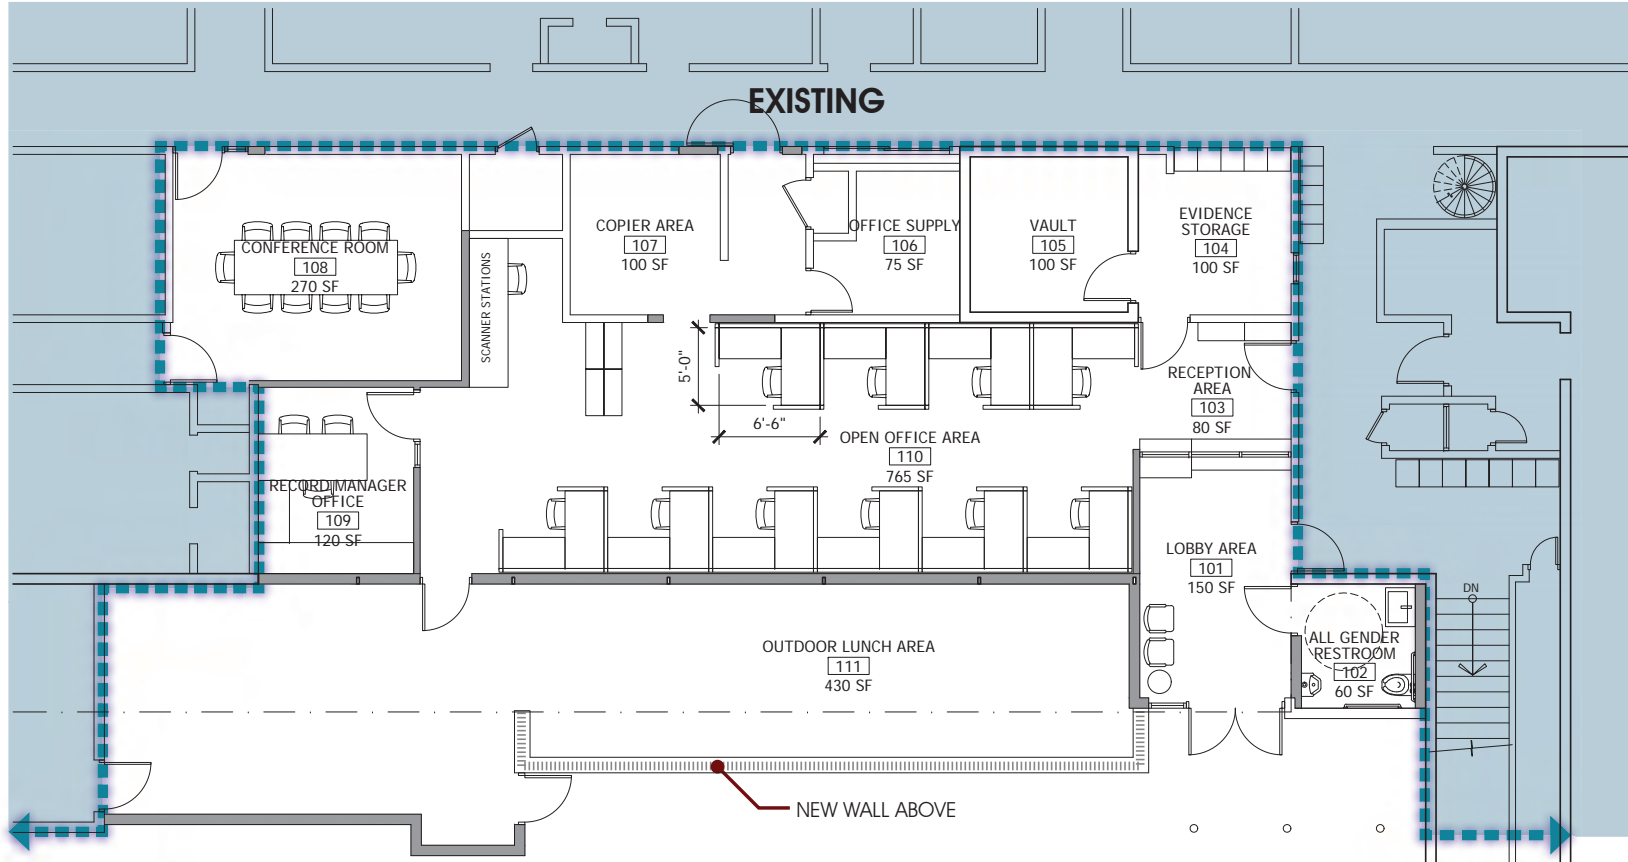 EXISTING
CONFERENCE ROOM
108
270 SF
SCANNER STATIONS
COPIER AREA
107
100 SF
OFFICE SUPPLY
106
75 SF
VAULT
105
100 SF
EVIDENCE
STORAGE
104
100 SF
5'-0"
6'-6"
RECEPTION
AREA
103
80 SF
OPEN OFFICE AREA
110
765 SF
RECORD MANAGER
OFFICE
109
120 SF
LOBBY AREA
101
150 SF
DN
OUTDOOR LUNCH AREA
111
430 SF
ALL GENDER
RESTROOM
102
60 SF
NEW WALL ABOVE